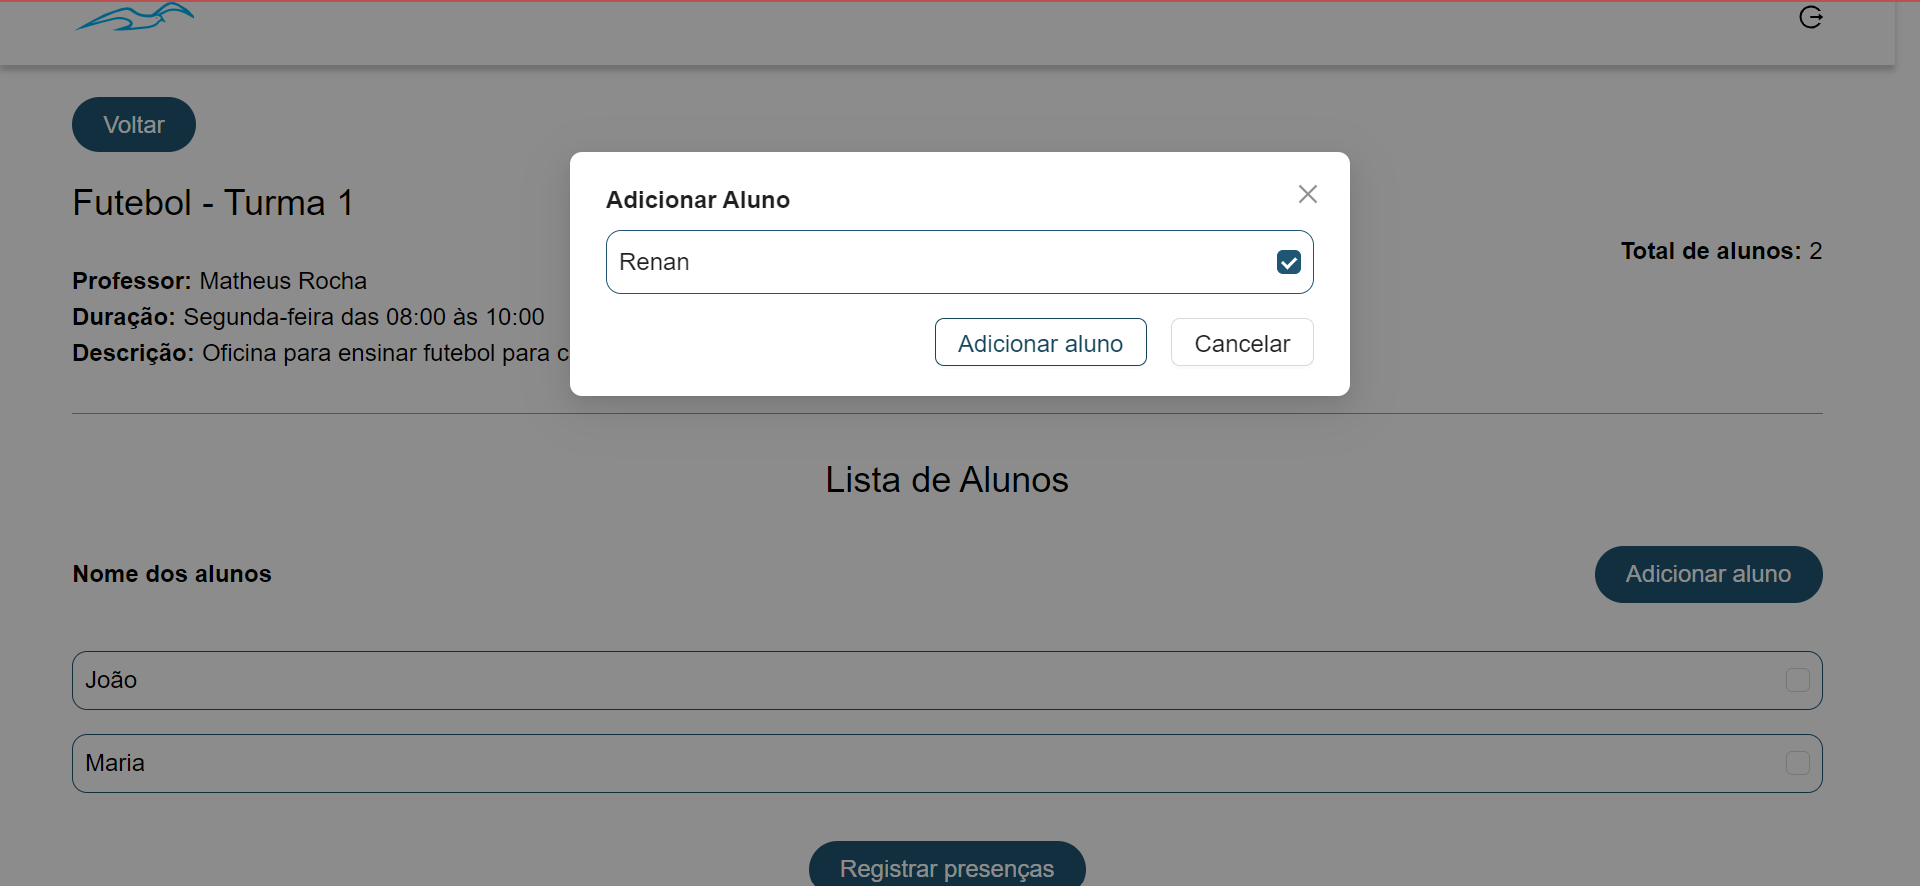 Voltar
Futebol - Turma 1
Total de alunos: 2
Professor: Matheus Rocha
Duração: Segunda-feira das 08:00 às 10:00
Descrição: Oficina para ensinar futebol para c
Adicionar Aluno
Renan
Adicionar aluno
Cancelar
Lista de Alunos
Nome dos alunos
Adicionar aluno
João
Maria
Registrar presenças